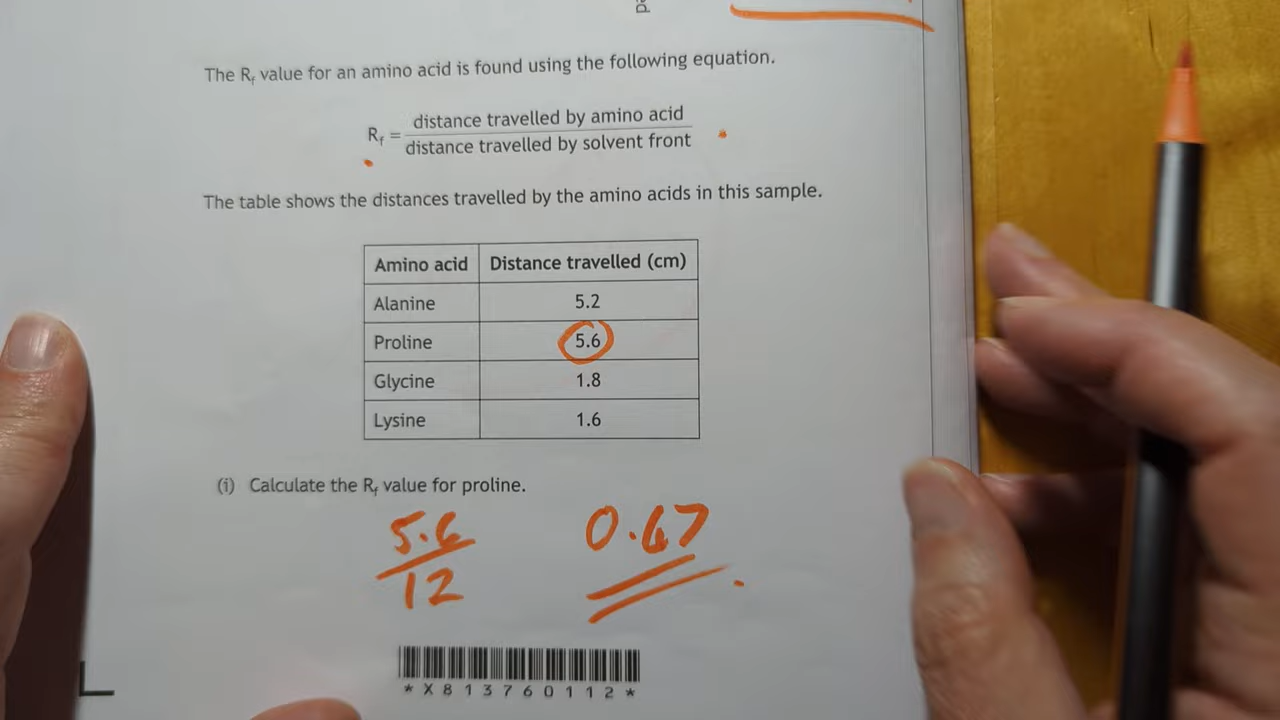 The Rf value for an amino acid is found using the following equation.
Rf = distance travelled by amino acid
distance travelled by solvent front
The table shows the distances travelled by the amino acids in this sample.
Amino acid Distance travelled (cm)
Alanine 5.2
Proline 5.6
Glycine 1.8
Lysine 1.6
(i) Calculate the Rf value for proline.
5.6
12
0.67
*X813760112*